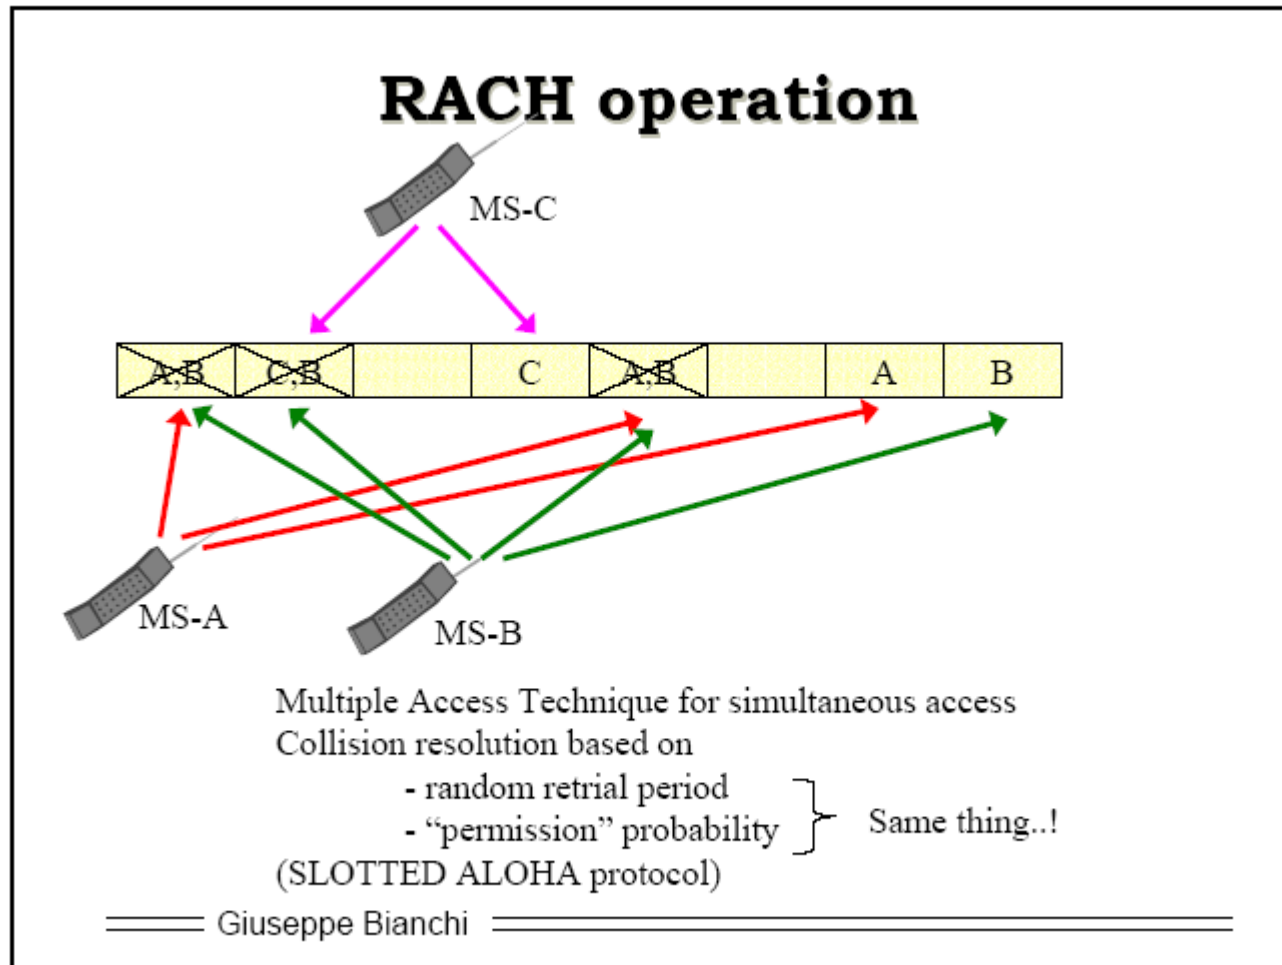 RACH operation
MS-C
A,B C,B C A,B A B
MS-A
MS-B
Multiple Access Technique for simultaneous access
Collision resolution based on
- random retrial period
- “permission” probability
Same thing..!
(SLOTTED ALOHA protocol)
Giuseppe Bianchi